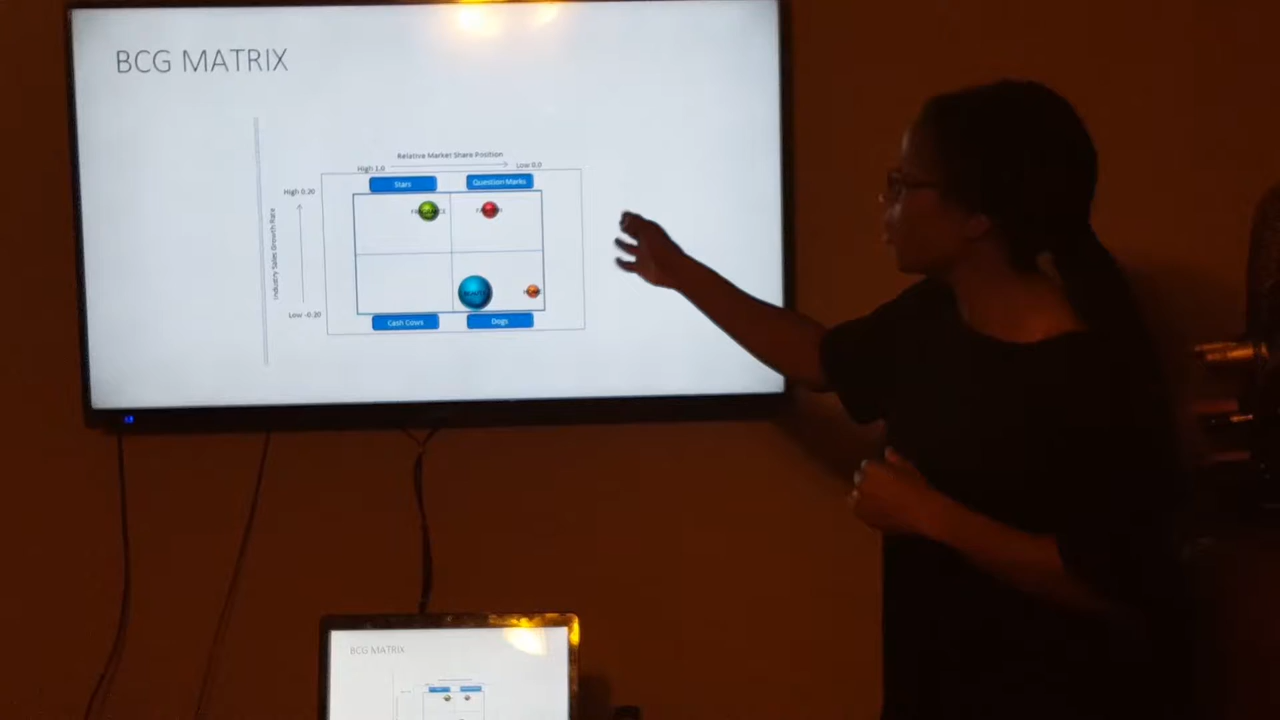 BCG MATRIX
Relative Market Share Position
High 1.0
Low 0.0
Stars
Question Marks
High 0.20
Industry Sales Growth Rate
Low -0.20
Cash Cows
Dogs
BCG MATRIX